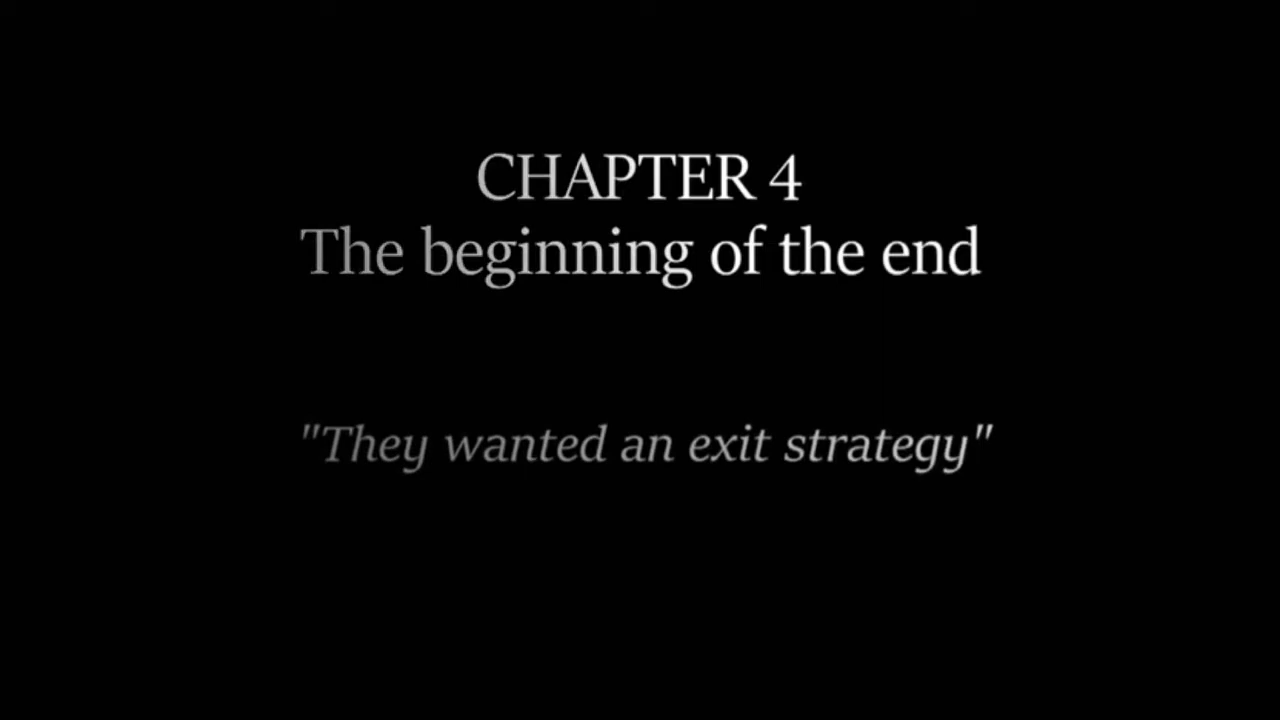 CHAPTER 4
The beginning of the end
"They wanted an exit strategy"